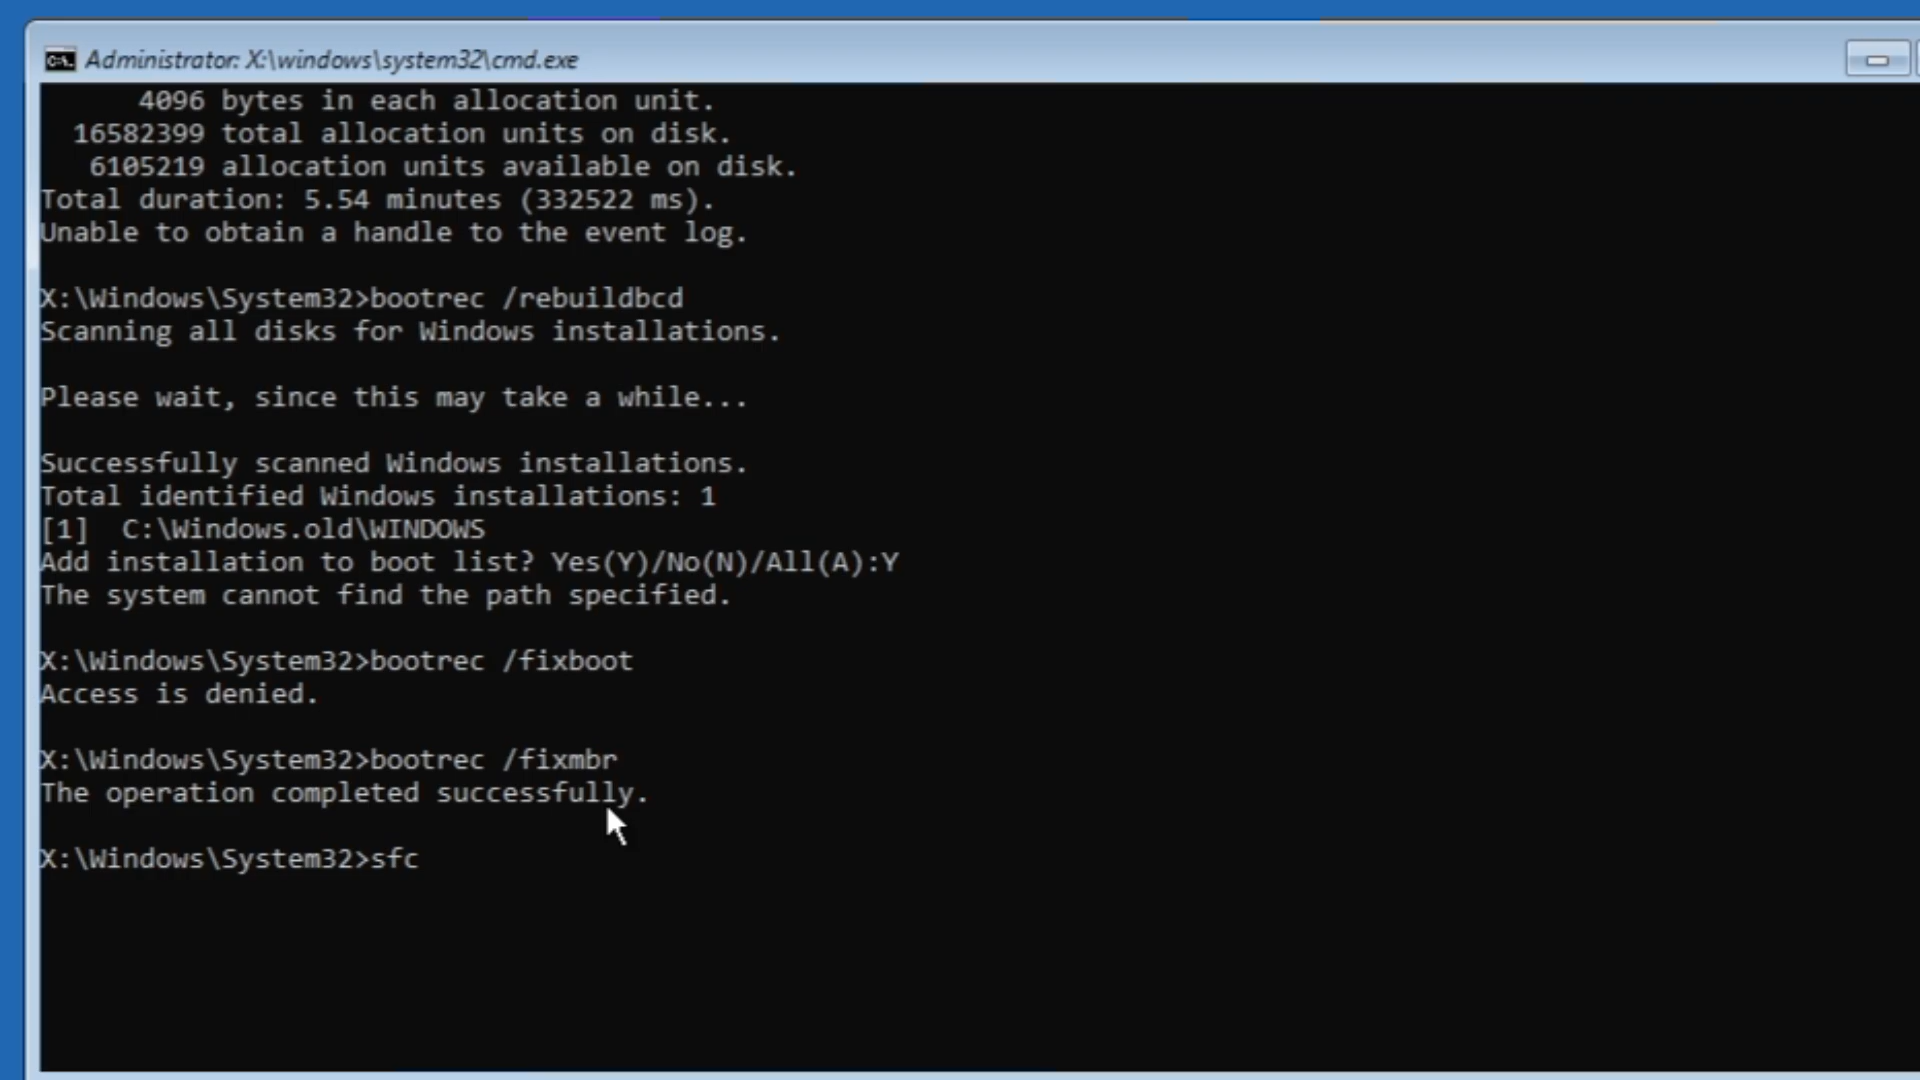 Administrator: X:\windows\system32\cmd.exe
4096 bytes in each allocation unit.
16582399 total allocation units on disk.
6105219 allocation units available on disk.
Total duration: 5.54 minutes (332522 ms).
Unable to obtain a handle to the event log.
X:\Windows\System32>bootrec /rebuildbcd
Scanning all disks for Windows installations.
Please wait, since this may take a while...
Successfully scanned Windows installations.
Total identified Windows installations: 1
[1]  C:\Windows.old\WINDOWS
Add installation to boot list? Yes(Y)/No(N)/All(A):Y
The system cannot find the path specified.
X:\Windows\System32>bootrec /fixboot
Access is denied.
X:\Windows\System32>bootrec /fixmbr
The operation completed successfully.
X:\Windows\System32>sfc